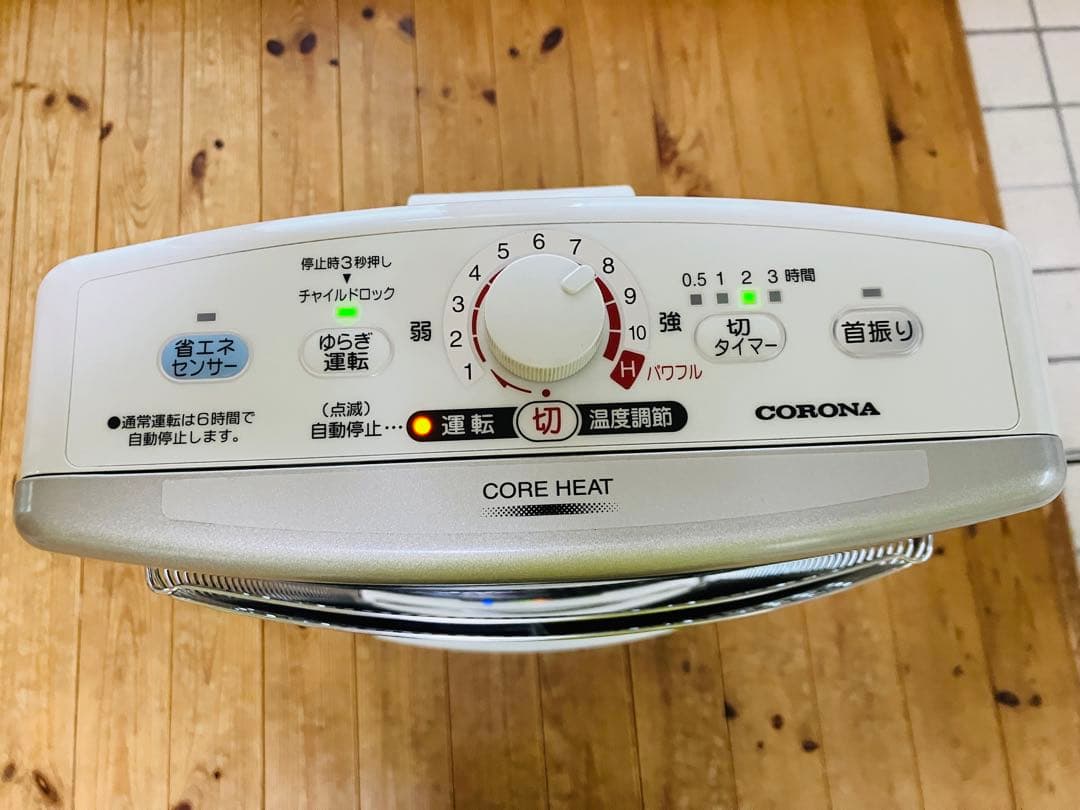 停止時3秒押し
▼
チャイルドロック
省エネ
センサー
ゆらぎ
運転
弱
1
2
3
4
5
6
7
8
9
10
H パワフル
強
0.5 1 2 3 時間
切
タイマー
首振り
●通常運転は6時間で
自動停止します。
(点滅)
自動停止… 運転 切 温度調節
CORONA
CORE HEAT